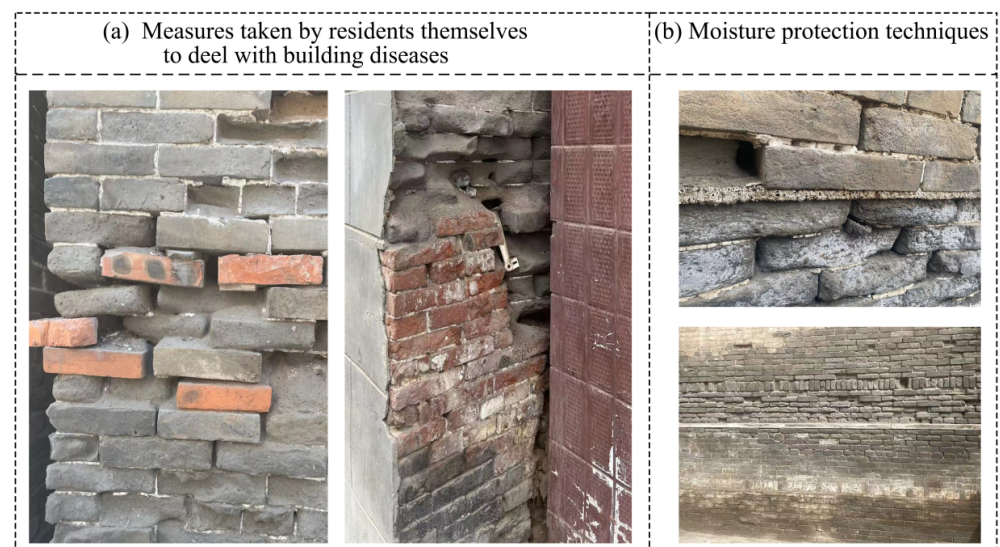 (a) Measures taken by residents themselves
to deel with building diseases
(b) Moisture protection techniques